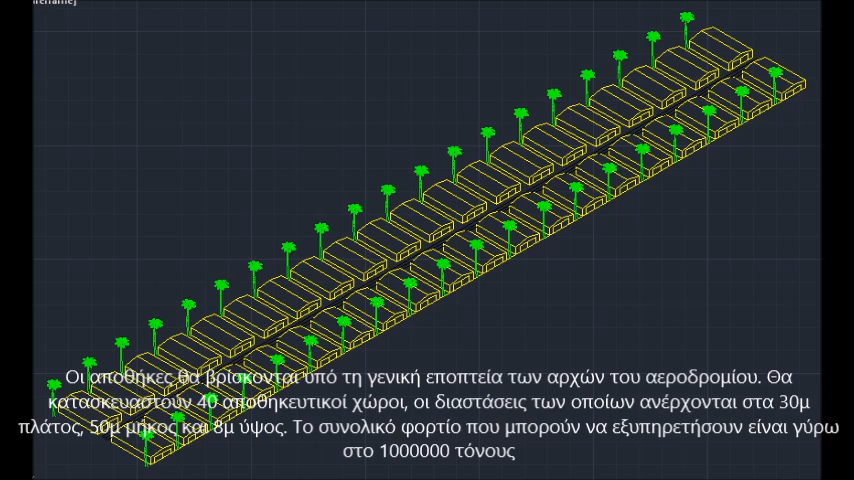 Οι αποθήκες θα βρίσκονται υπό τη γενική εποπτεία των αρχών του αεροδρομίου. Θα
κατασκευαστούν 40 αποθηκευτικοί χώροι, οι διαστάσεις των οποίων ανέρχονται στα 30μ
πλάτος, 50μ μήκος και 8μ ύψος. Το συνολικό φορτίο που μπορούν να εξυπηρετήσουν είναι γύρω
στο 1000000 τόνους